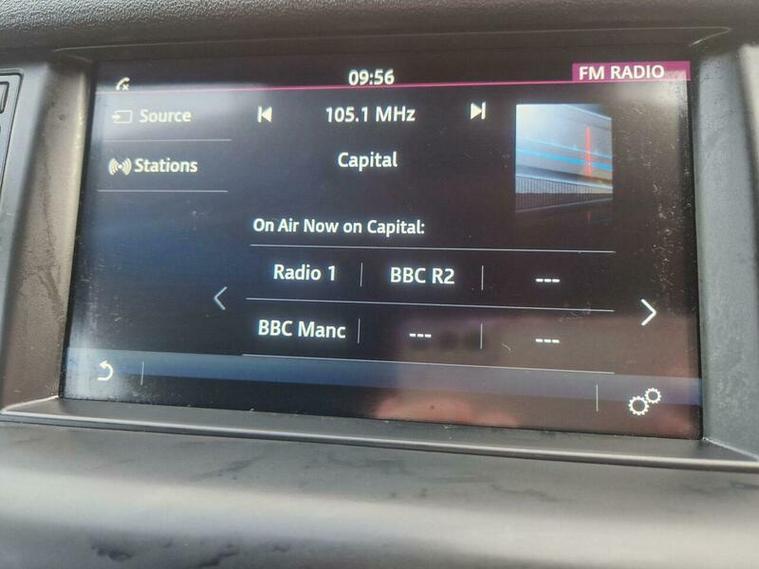 09:56
FM RADIO
Source
105.1 MHz
Stations
Capital
On Air Now on Capital:
Radio 1
BBC R2
---
BBC Manc
---
---